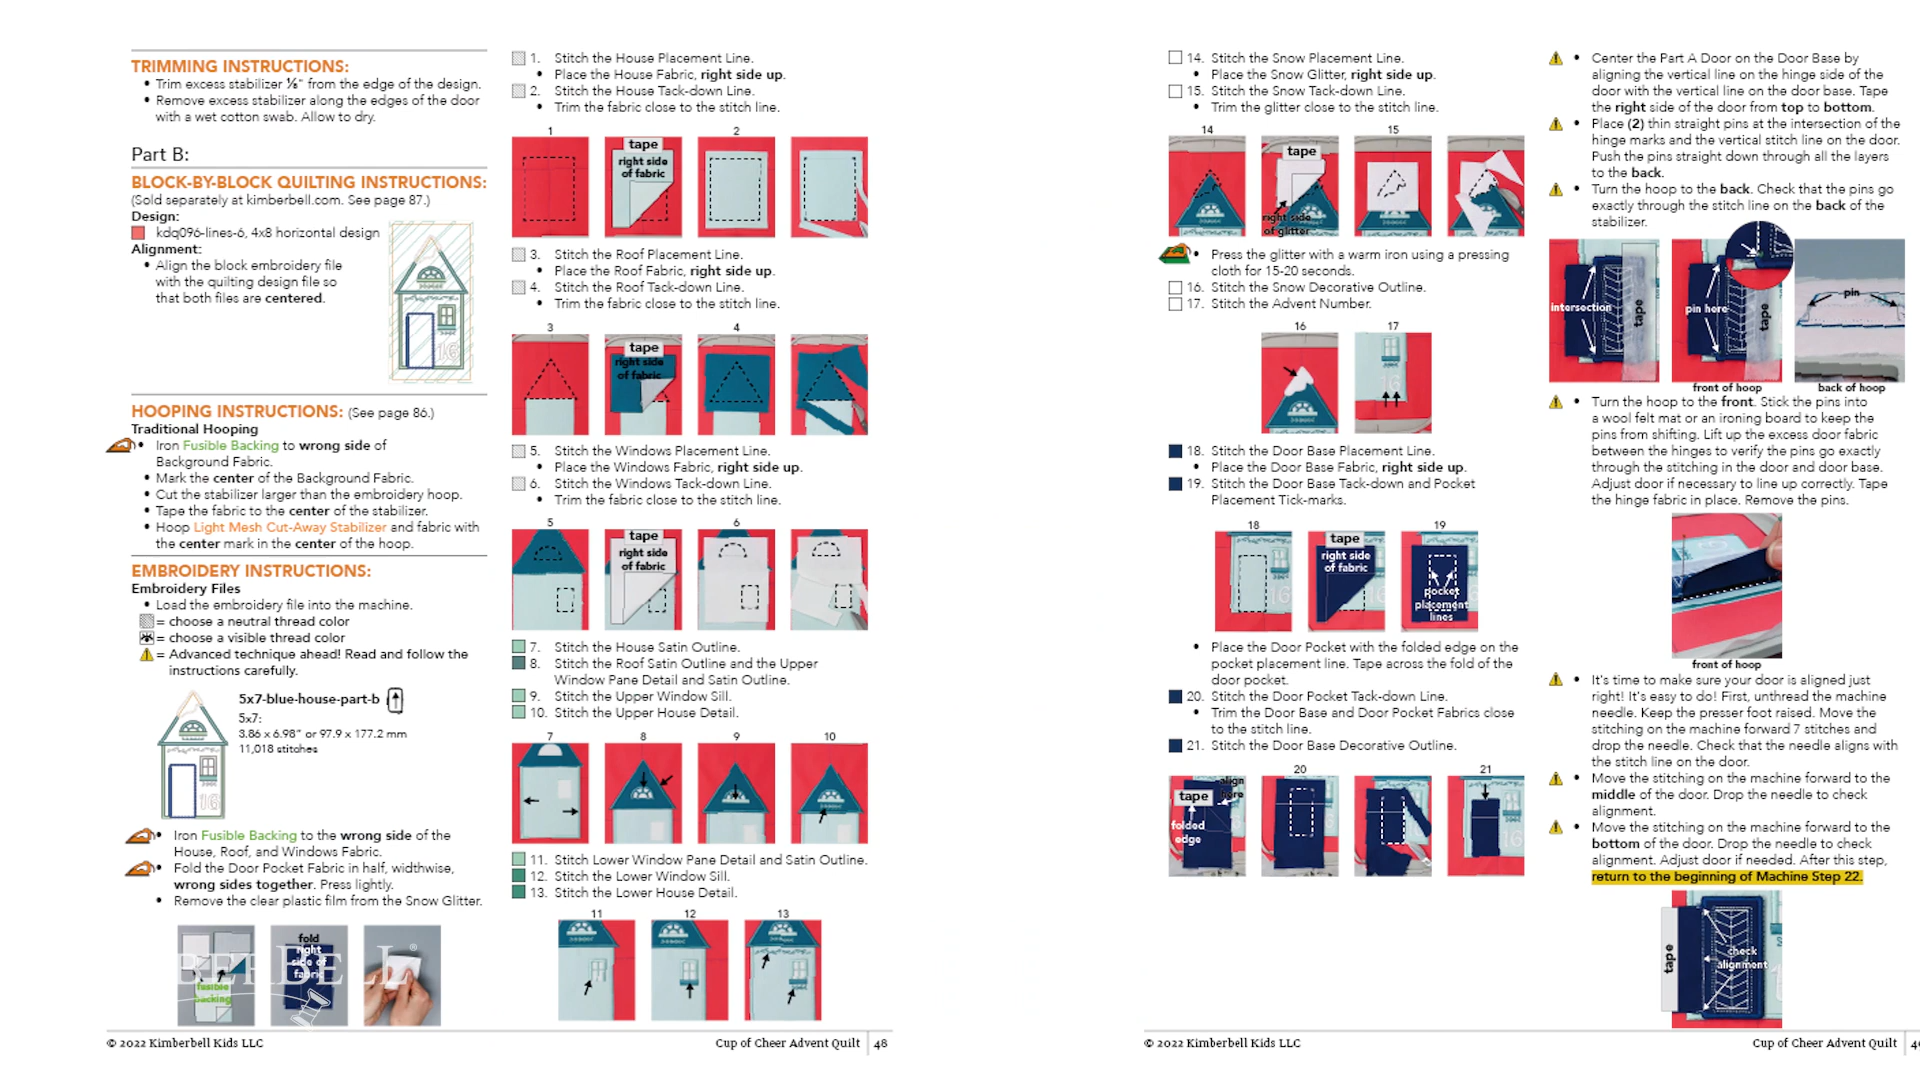 TRIMMING INSTRUCTIONS:
• Trim excess stabilizer ⅛" from the edge of the design.
• Remove excess stabilizer along the edges of the door
with a wet cotton swab. Allow to dry.
Part B:
BLOCK-BY-BLOCK QUILTING INSTRUCTIONS:
(Sold separately at kimberbell.com. See page 87.)
Design:
kdq096-lines-6, 4x8 horizontal design
Alignment:
• Align the block embroidery file
with the quilting design file so
that both files are centered.
16
HOOPING INSTRUCTIONS: (See page 86.)
Traditional Hooping
• Iron Fusible Backing to wrong side of
Background Fabric.
• Mark the center of the Background Fabric.
• Cut the stabilizer larger than the embroidery hoop.
• Tape the fabric to the center of the stabilizer.
• Hoop Light Mesh Cut-Away Stabilizer and fabric with
the center mark in the center of the hoop.
EMBROIDERY INSTRUCTIONS:
Embroidery Files
• Load the embroidery file into the machine.
= choose a neutral thread color
= choose a visible thread color
= Advanced technique ahead! Read and follow the
instructions carefully.
5x7-blue-house-part-b
5x7:
3.86 x 6.98" or 97.9 x 177.2 mm
11,018 stitches
16
• Iron Fusible Backing to the wrong side of the
House, Roof, and Windows Fabric.
• Fold the Door Pocket Fabric in half, widthwise,
wrong sides together. Press lightly.
• Remove the clear plastic film from the Snow Glitter.
fusible
backing
fold
right
side of
fabric
BERBELL®
© 2022 Kimberbell Kids LLC
1. Stitch the House Placement Line.
• Place the House Fabric, right side up.
2. Stitch the House Tack-down Line.
• Trim the fabric close to the stitch line.
1
2
tape
right side
of fabric
3. Stitch the Roof Placement Line.
• Place the Roof Fabric, right side up.
4. Stitch the Roof Tack-down Line.
• Trim the fabric close to the stitch line.
3
4
tape
right side
of fabric
5. Stitch the Windows Placement Line.
• Place the Windows Fabric, right side up.
6. Stitch the Windows Tack-down Line.
• Trim the fabric close to the stitch line.
5
6
tape
right side
of fabric
7. Stitch the House Satin Outline.
8. Stitch the Roof Satin Outline and the Upper
Window Pane Detail and Satin Outline.
9. Stitch the Upper Window Sill.
10. Stitch the Upper House Detail.
7
8
9
10
11. Stitch Lower Window Pane Detail and Satin Outline.
12. Stitch the Lower Window Sill.
13. Stitch the Lower House Detail.
11
12
13
Cup of Cheer Advent Quilt | 48
14. Stitch the Snow Placement Line.
• Place the Snow Glitter, right side up.
15. Stitch the Snow Tack-down Line.
• Trim the glitter close to the stitch line.
14
15
tape
right side
of glitter
• Press the glitter with a warm iron using a pressing
cloth for 15-20 seconds.
16. Stitch the Snow Decorative Outline.
17. Stitch the Advent Number.
16
17
18. Stitch the Door Base Placement Line.
• Place the Door Base Fabric, right side up.
19. Stitch the Door Base Tack-down and Pocket
Placement Tick-marks.
18
19
tape
right side
of fabric
pocket
placement
lines
• Place the Door Pocket with the folded edge on the
pocket placement line. Tape across the fold of the
door pocket.
20. Stitch the Door Pocket Tack-down Line.
• Trim the Door Base and Door Pocket Fabrics close
to the stitch line.
21. Stitch the Door Base Decorative Outline.
20
21
align
here
tape
folded
edge
© 2022 Kimberbell Kids LLC
• Center the Part A Door on the Door Base by
aligning the vertical line on the hinge side of the
door with the vertical line on the door base. Tape
the right side of the door from top to bottom.
• Place (2) thin straight pins at the intersection of the
hinge marks and the vertical stitch line on the door.
Push the pins straight down through all the layers
to the back.
• Turn the hoop to the back. Check that the pins go
exactly through the stitch line on the back of the
stabilizer.
intersection
tape
pin here
tape
pin
front of hoop
back of hoop
• Turn the hoop to the front. Stick the pins into
a wool felt mat or an ironing board to keep the
pins from shifting. Lift up the excess door fabric
between the hinges to verify the pins go exactly
through the stitching in the door and door base.
Adjust door if necessary to line up correctly. Tape
the hinge fabric in place. Remove the pins.
front of hoop
• It's time to make sure your door is aligned just
right! It's easy to do! First, unthread the machine
needle. Keep the presser foot raised. Move the
stitching on the machine forward 7 stitches and
drop the needle. Check that the needle aligns with
the stitch line on the door.
• Move the stitching on the machine forward to the
middle of the door. Drop the needle to check
alignment.
• Move the stitching on the machine forward to the
bottom of the door. Drop the needle to check
alignment. Adjust door if needed. After this step,
return to the beginning of Machine Step 22.
tape
check
alignment
Cup of Cheer Advent Quilt